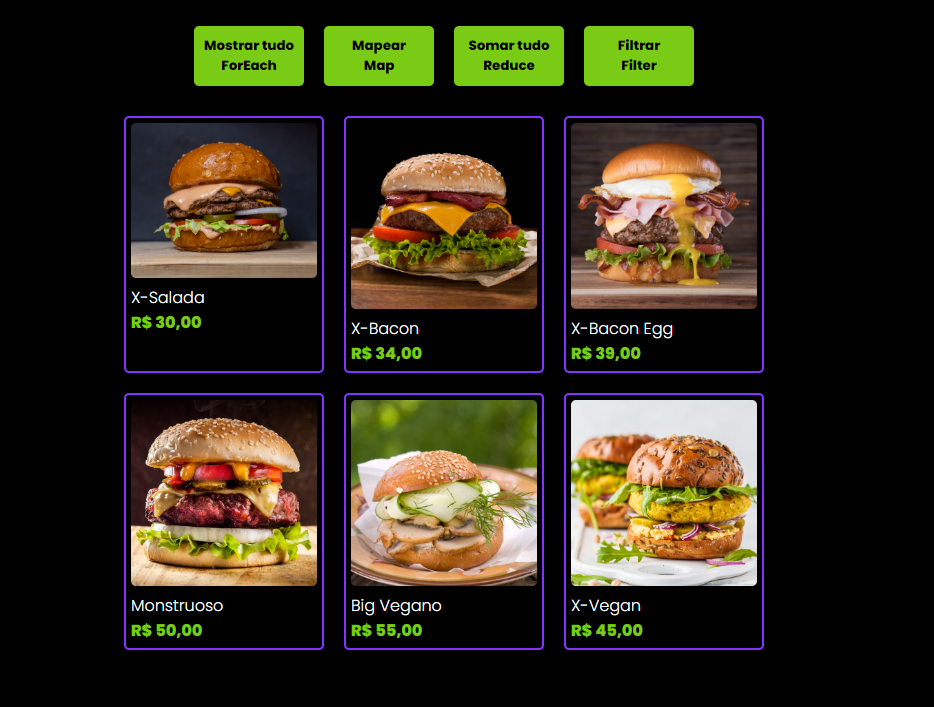 Mostrar tudo
ForEach
Mapear
Map
Somar tudo
Reduce
Filtrar
Filter
X-Salada
R$ 30,00
X-Bacon
R$ 34,00
X-Bacon Egg
R$ 39,00
Monstruoso
R$ 50,00
Big Vegano
R$ 55,00
X-Vegan
R$ 45,00